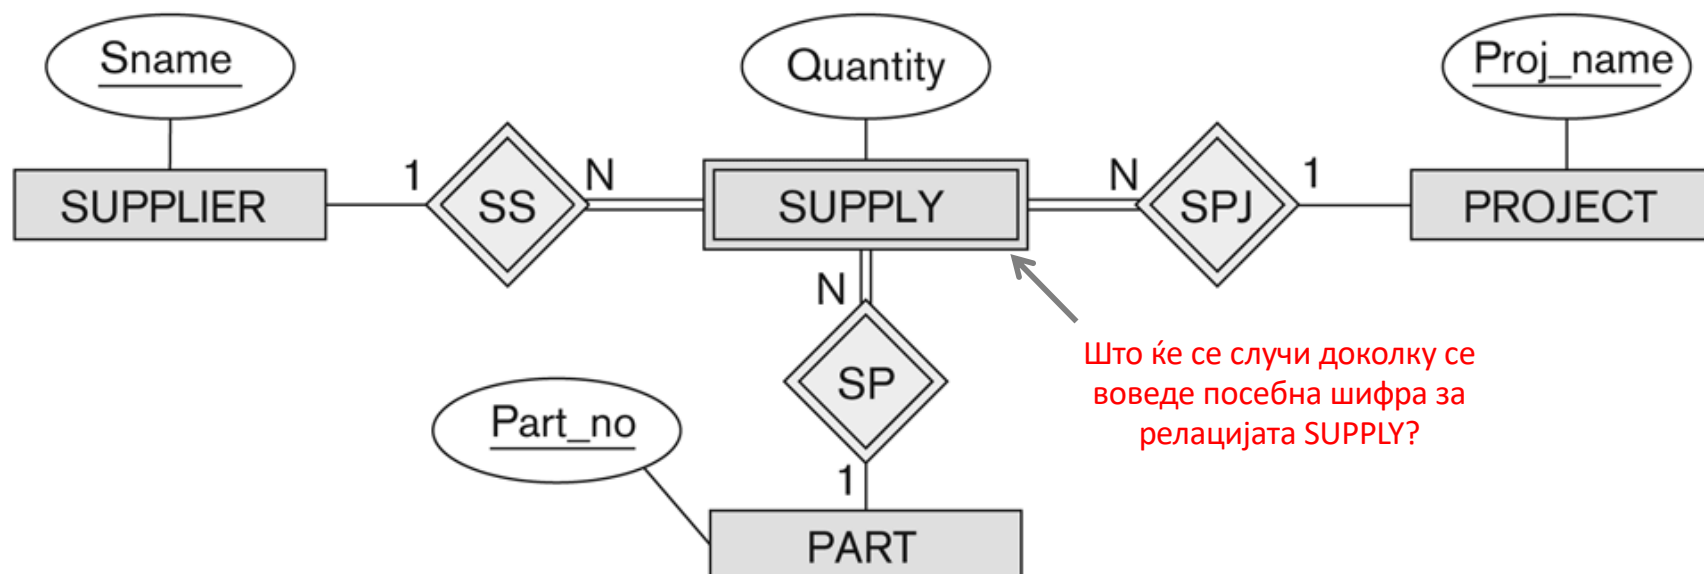 Sname
Quantity
Proj_name
1
N
N
1
SUPPLIER
SS
SUPPLY
SPJ
PROJECT
N
SP
Што ќе се случи доколку се
воведе посебна шифра за
релацијата SUPPLY?
Part_no
1
PART